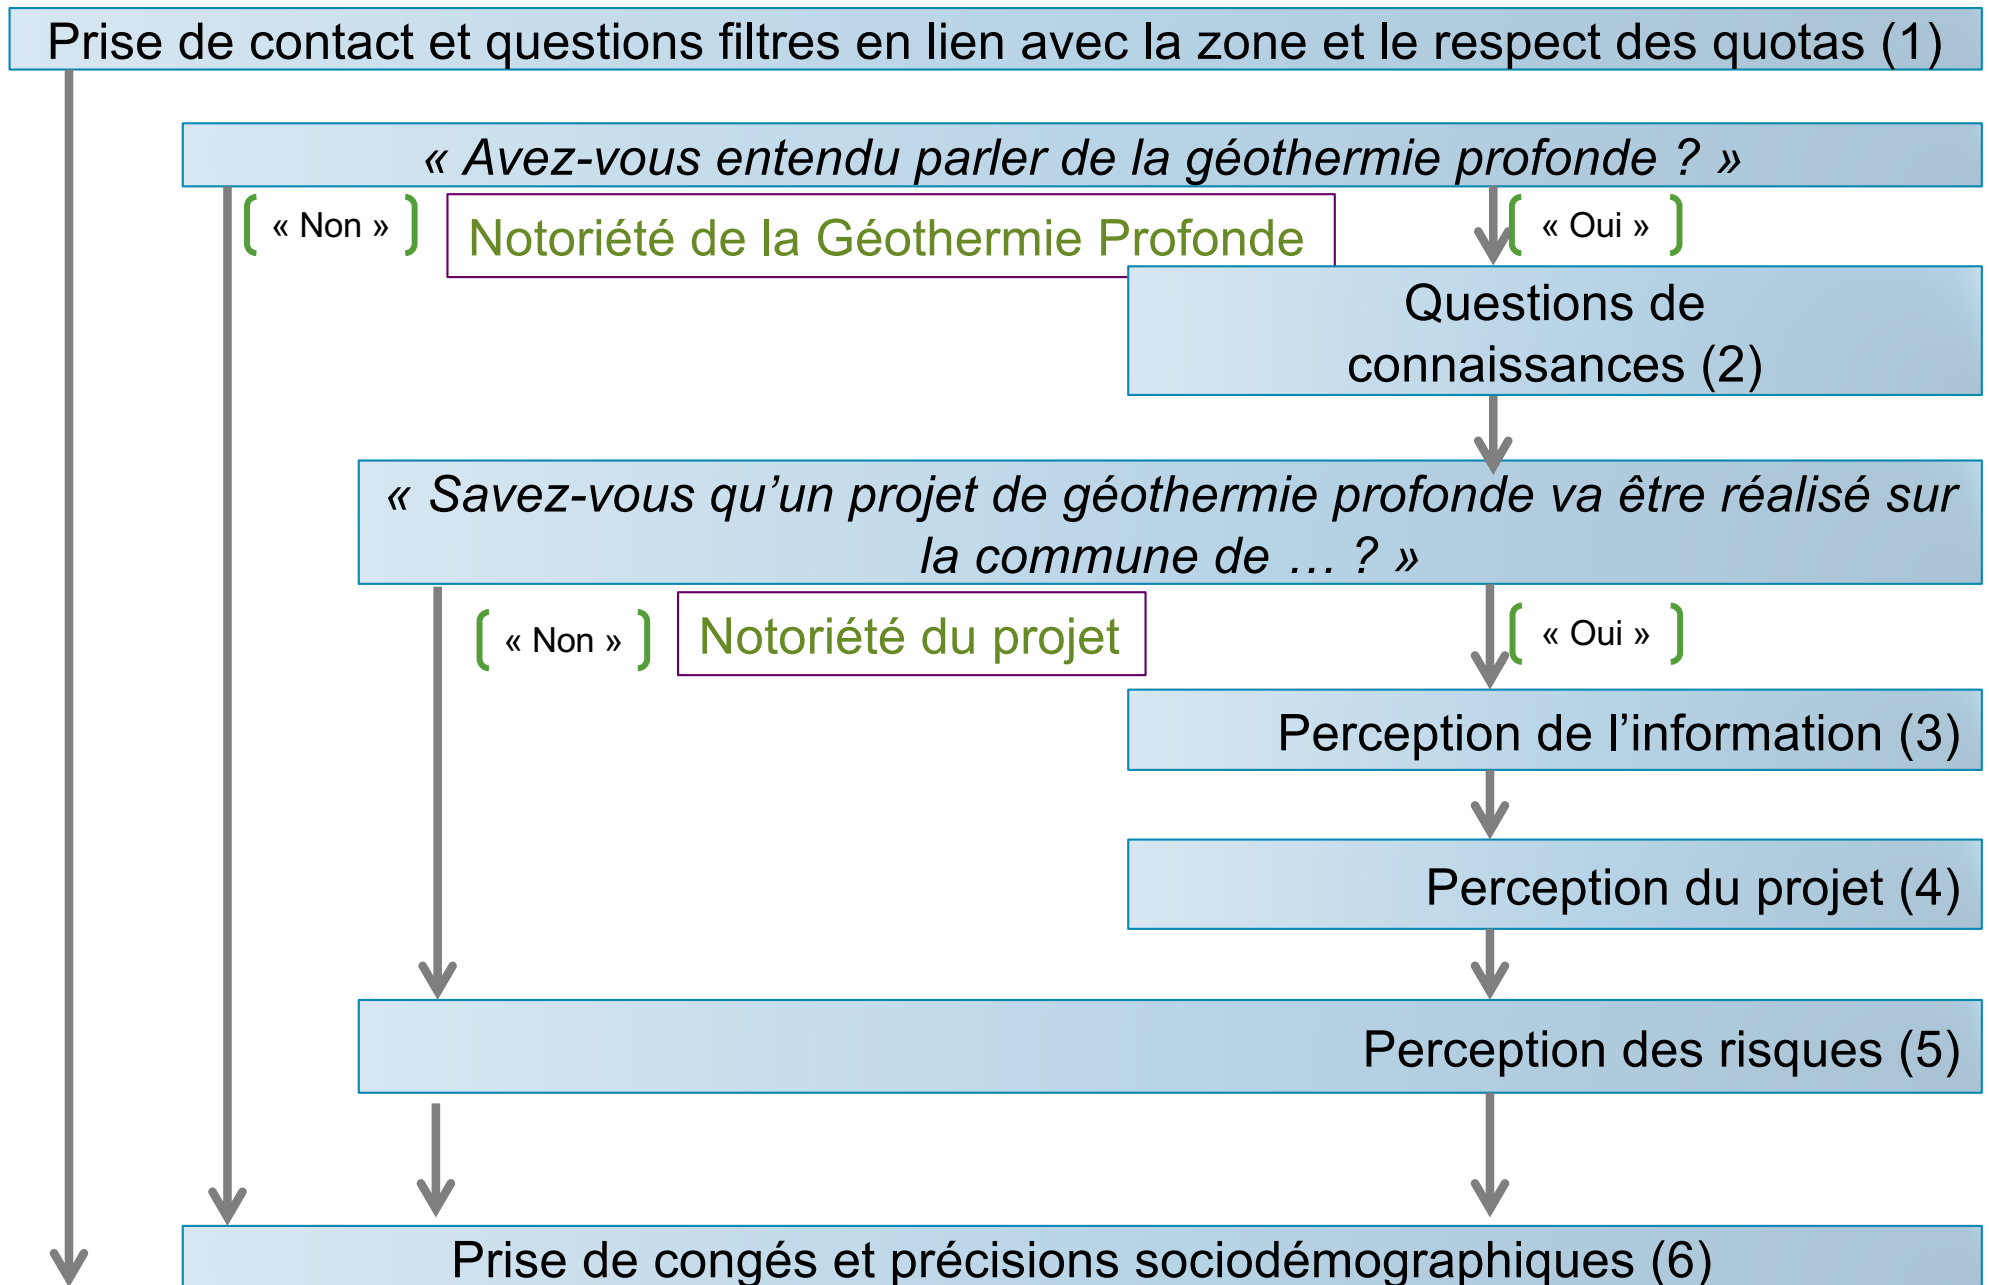 Prise de contact et questions filtres en lien avec la zone et le respect des quotas (1)
« Avez-vous entendu parler de la géothermie profonde ? »
« Non »
Notoriété de la Géothermie Profonde
« Oui »
Questions de
connaissances (2)
« Savez-vous qu’un projet de géothermie profonde va être réalisé sur
la commune de … ? »
« Non »
Notoriété du projet
« Oui »
Perception de l’information (3)
Perception du projet (4)
Perception des risques (5)
Prise de congés et précisions sociodémographiques (6)